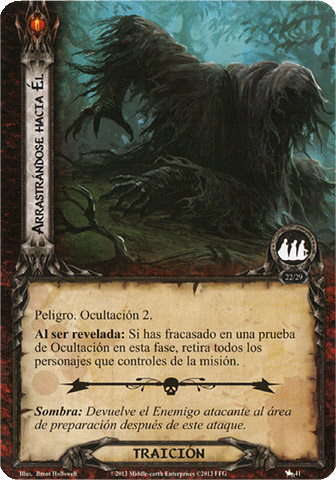 ARRASTRÁNDOSE HACIA ÉL
22/29
Peligro. Ocultación 2.
Al ser revelada: Si has fracasado en una prueba
de Ocultación en esta fase, retira todos los
personajes que controles de la misión.
Sombra: Devuelve el Enemigo atacante al área
de preparación después de este ataque.
TRAICIÓN
Illus. Brent Hollowell
©2013 Middle-earth Enterprises ©2013 FFG
41